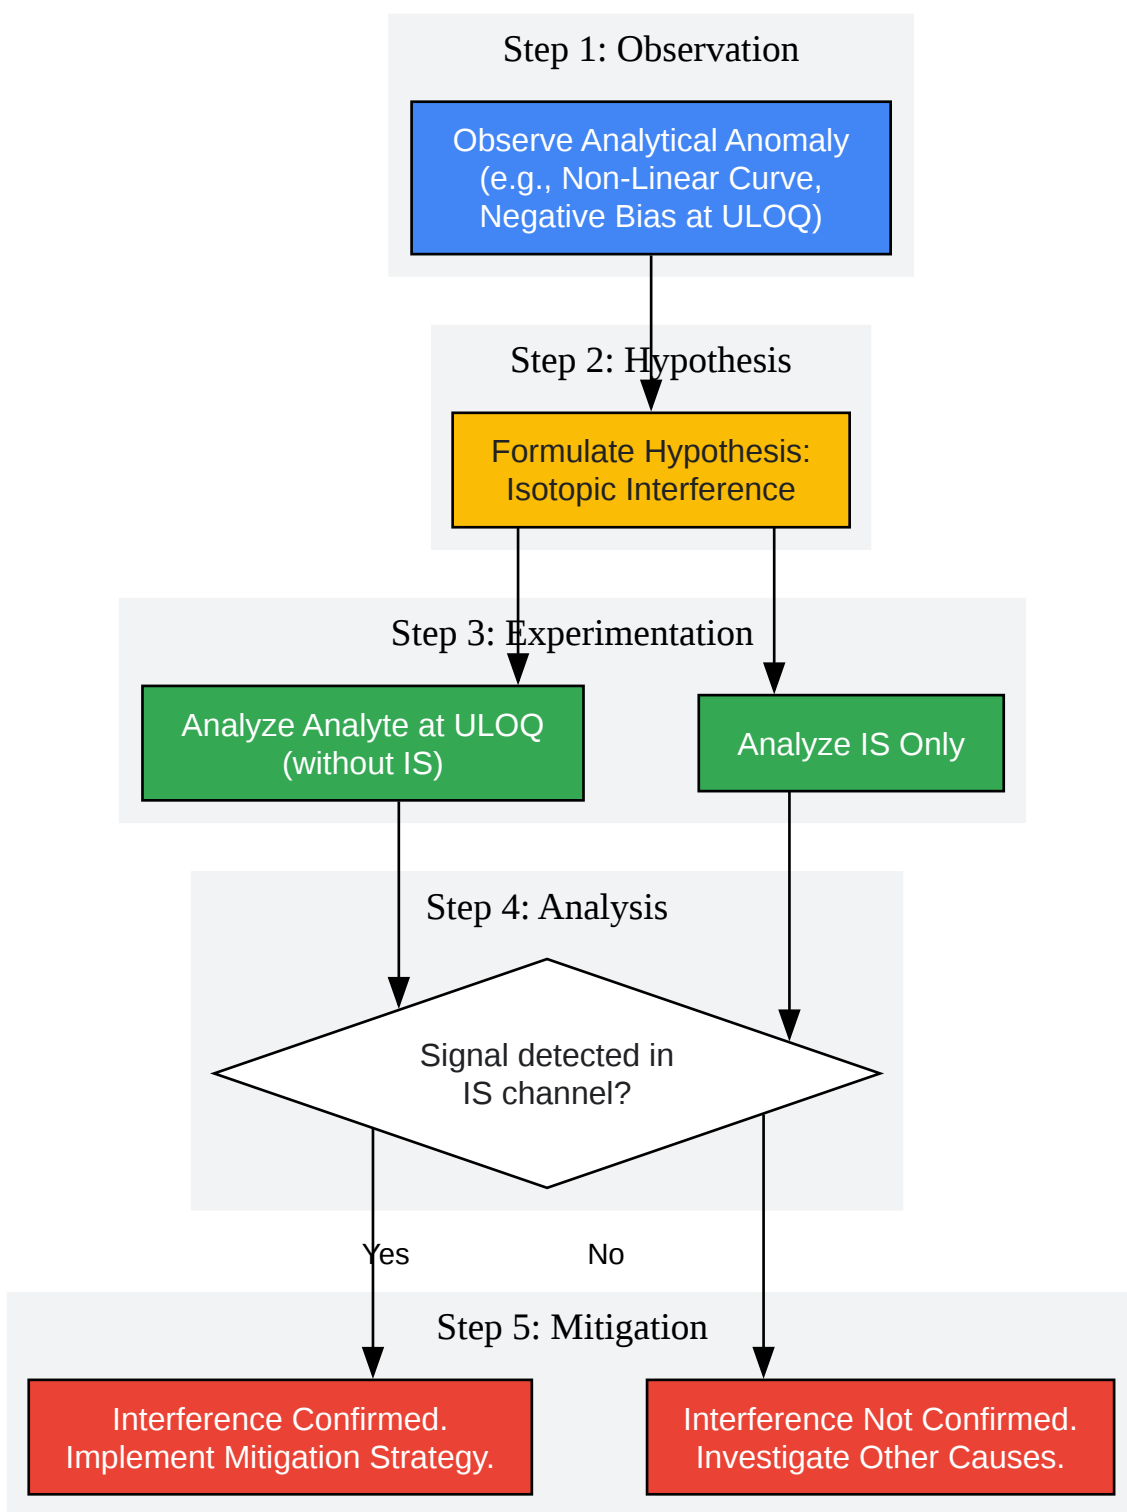 Step 1: Observation
Observe Analytical Anomaly
(e.g., Non-Linear Curve,
Negative Bias at ULOQ)
Step 2: Hypothesis
Formulate Hypothesis:
Isotopic Interference
Step 3: Experimentation
Analyze Analyte at ULOQ
(without IS)
Analyze IS Only
Step 4: Analysis
Signal detected in
IS channel?
Yes
No
Step 5: Mitigation
Interference Confirmed.
Implement Mitigation Strategy.
Interference Not Confirmed.
Investigate Other Causes.